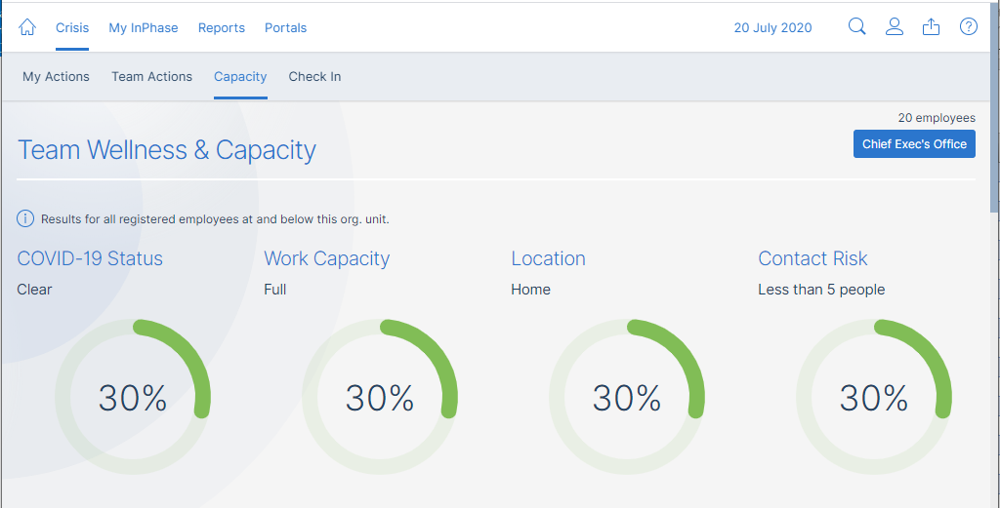 Crisis My InPhase Reports Portals 20 July 2020
My Actions Team Actions Capacity Check In
20 employees
Team Wellness & Capacity
Chief Exec's Office
Results for all registered employees at and below this org. unit.
COVID-19 Status Work Capacity Location Contact Risk
Clear Full Home Less than 5 people
30% 30% 30% 30%